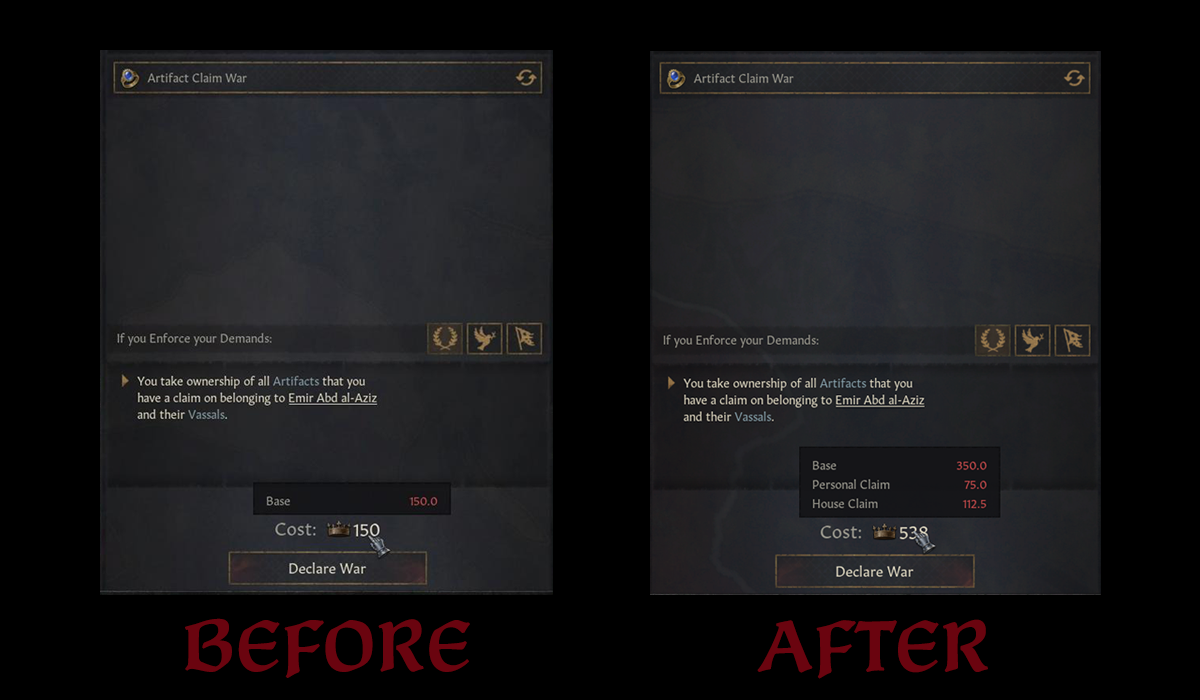 Artifact Claim War
If you Enforce your Demands:
You take ownership of all Artifacts that you
have a claim on belonging to Emir Abd al-Aziz
and their Vassals.
Base 150.0
Cost: 150
Declare War
BEFORE
Artifact Claim War
If you Enforce your Demands:
You take ownership of all Artifacts that you
have a claim on belonging to Emir Abd al-Aziz
and their Vassals.
Base 350.0
Personal Claim 75.0
House Claim 112.5
Cost: 538
Declare War
AFTER